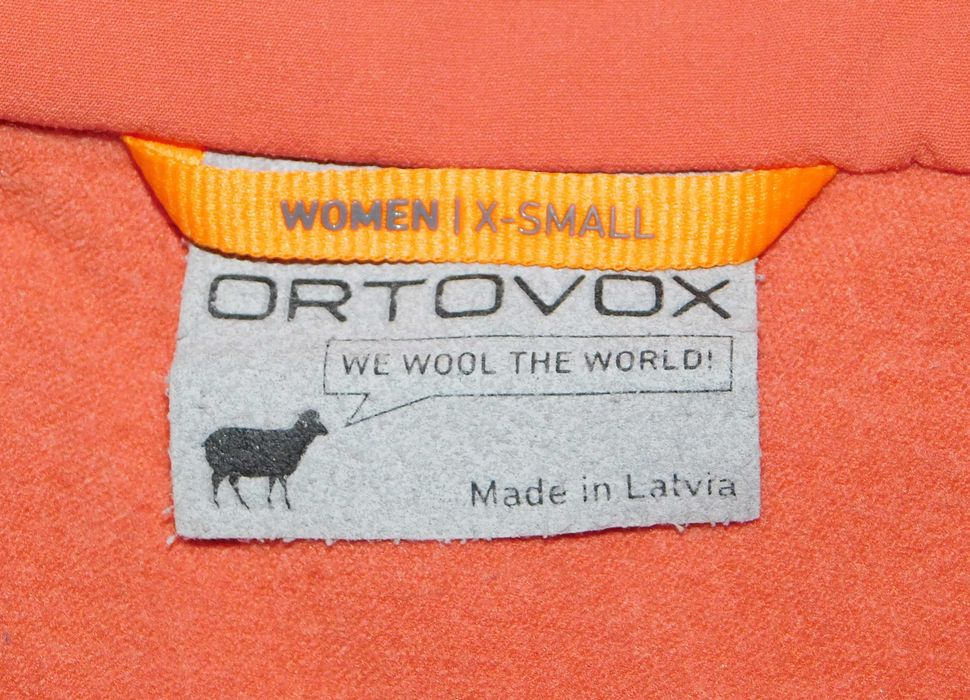 WOMEN | X-SMALL
ORTOVOX
WE WOOL THE WORLD!
Made in Latvia